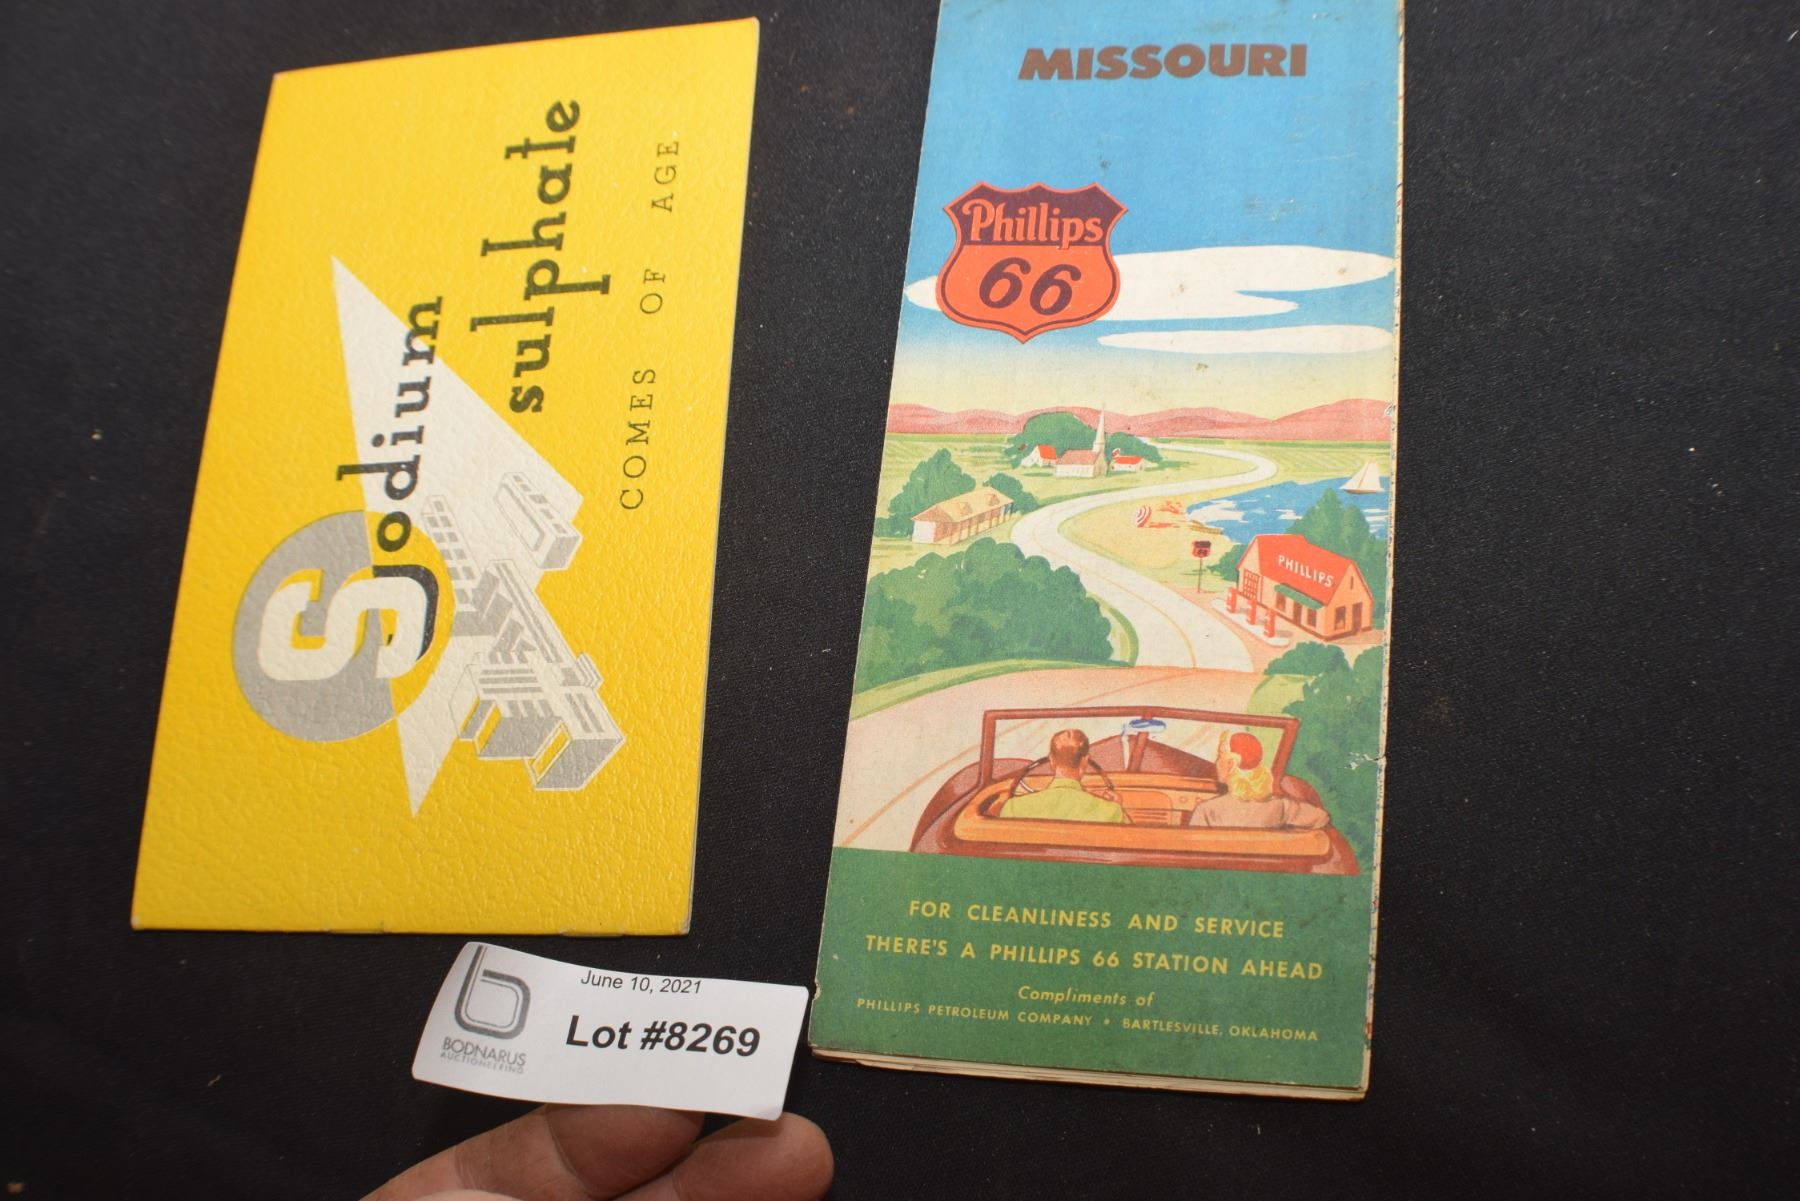 Sodium
sulphate
COMES OF AGE
MISSOURI
Phillips
66
PHILLIPS
FOR CLEANLINESS AND SERVICE
THERE'S A PHILLIPS 66 STATION AHEAD
Compliments of
PHILLIPS PETROLEUM COMPANY • BARTLESVILLE, OKLAHOMA
June 10, 2021
Lot #8269
BODNARUS
AUCTIONEERING